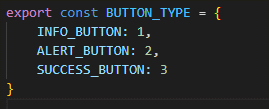 export const BUTTON_TYPE = {
    INFO_BUTTON: 1,
    ALERT_BUTTON: 2,
    SUCCESS_BUTTON: 3
}